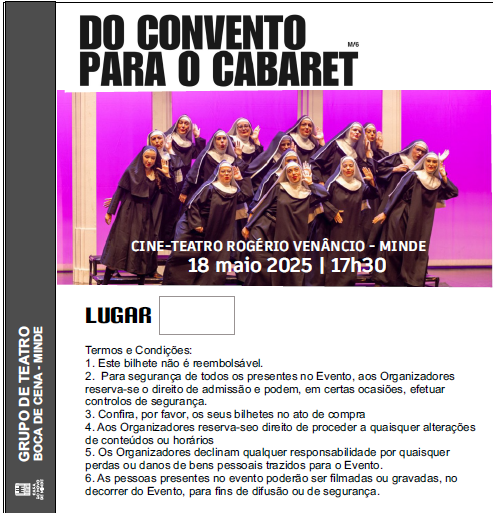 DO CONVENTO
M/6
PARA O CABARET
CINE-TEATRO ROGÉRIO VENÂNCIO - MINDE
18 maio 2025 | 17h30
LUGAR
Termos e Condições:
1. Este bilhete não é reembolsável.
2.  Para segurança de todos os presentes no Evento, aos Organizadores
reserva-se o direito de admissão e podem, em certas ocasiões, efetuar
controlos de segurança.
3. Confira, por favor, os seus bilhetes no ato de compra
4. Aos Organizadores reserva-seo direito de proceder a quaisquer alterações
de conteúdos ou horários
5. Os Organizadores declinam qualquer responsabilidade por quaisquer
perdas ou danos de bens pessoais trazidos para o Evento.
6. As pessoas presentes no evento poderão ser filmadas ou gravadas, no
decorrer do Evento, para fins de difusão ou de segurança.
GRUPO DE TEATRO
BOCA DE CENA - MINDE